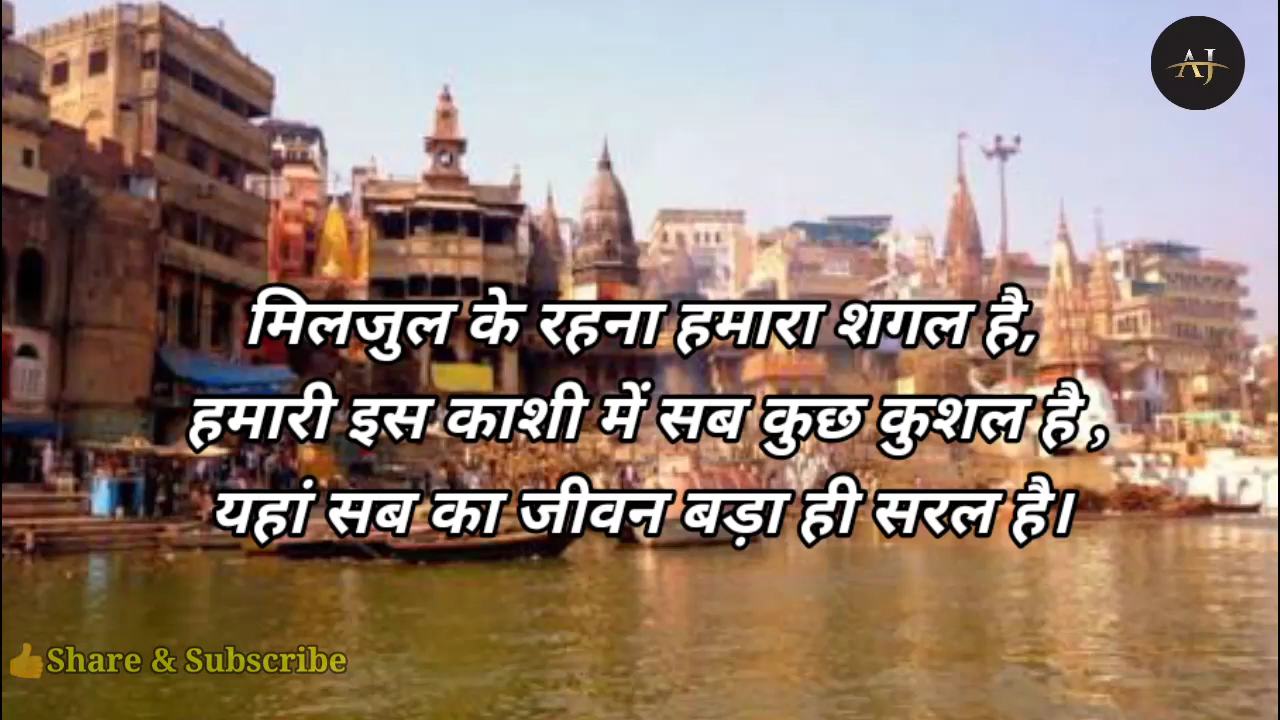 AJ
मिलजुल के रहना हमारा शगल है,
हमारी इस काशी में सब कुछ कुशल है,
यहां सब का जीवन बड़ा ही सरल है।
👍Share & Subscribe